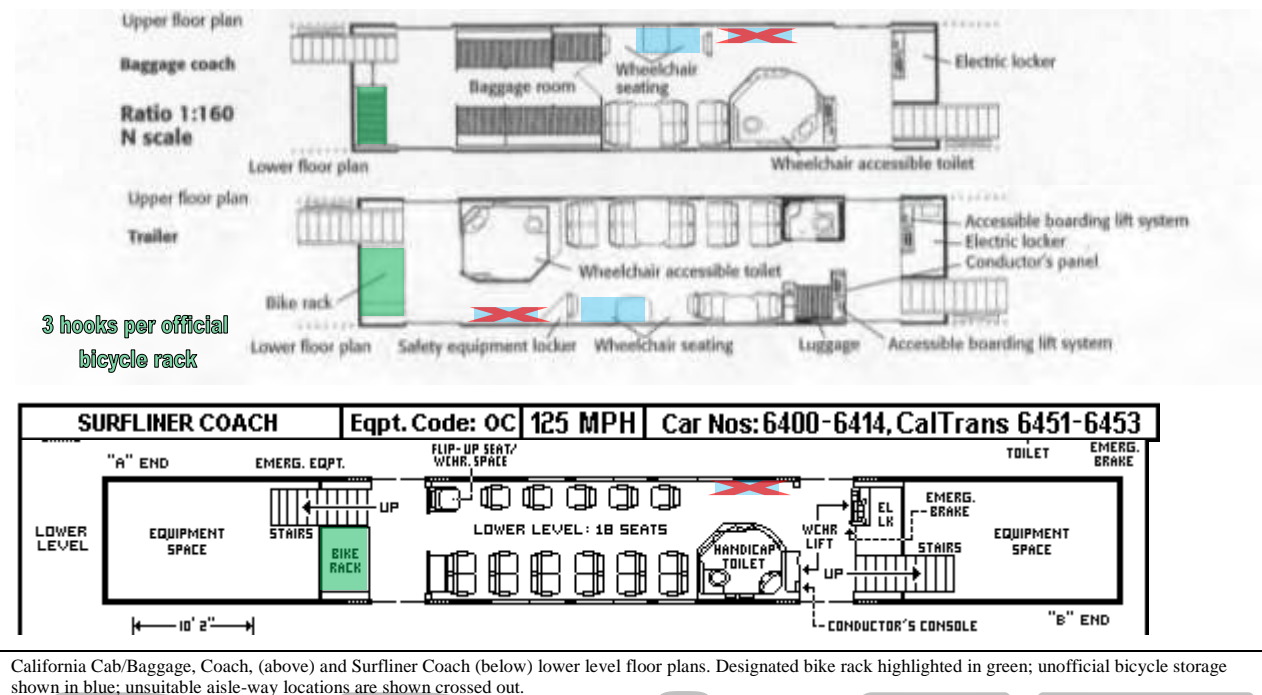 Upper floor plan
Baggage coach
Electric locker
Wheelchair
seating
Baggage room
Ratio 1:160
N scale
Lower floor plan
Wheelchair accessible toilet
Upper floor plan
Trailer
Accessible boarding lift system
Electric locker
Conductor's panel
Wheelchair accessible toilet
Bike rack
3 hooks per official
bicycle rack
Lower floor plan
Safety equipment locker
Wheelchair seating
Luggage
Accessible boarding lift system
SURFLINER COACH Eqpt. Code: OC 125 MPH Car Nos: 6400-6414, CalTrans 6451-6453
"A" END
EMERG. EQPT.
FLIP-UP SEAT/
WCHR. SPACE
TOILET
EMERG.
BRAKE
LOWER
LEVEL
EQUIPMENT
SPACE
STAIRS
UP
BIKE
RACK
LOWER LEVEL: 18 SEATS
HANDICAP
TOILET
WCHR
LIFT
EL
LK
EMERG.
BRAKE
STAIRS
UP
EQUIPMENT
SPACE
10' 2"
CONDUCTOR'S CONSOLE
"B" END
California Cab/Baggage, Coach, (above) and Surfliner Coach (below) lower level floor plans. Designated bike rack highlighted in green; unofficial bicycle storage
shown in blue; unsuitable aisle-way locations are shown crossed out.